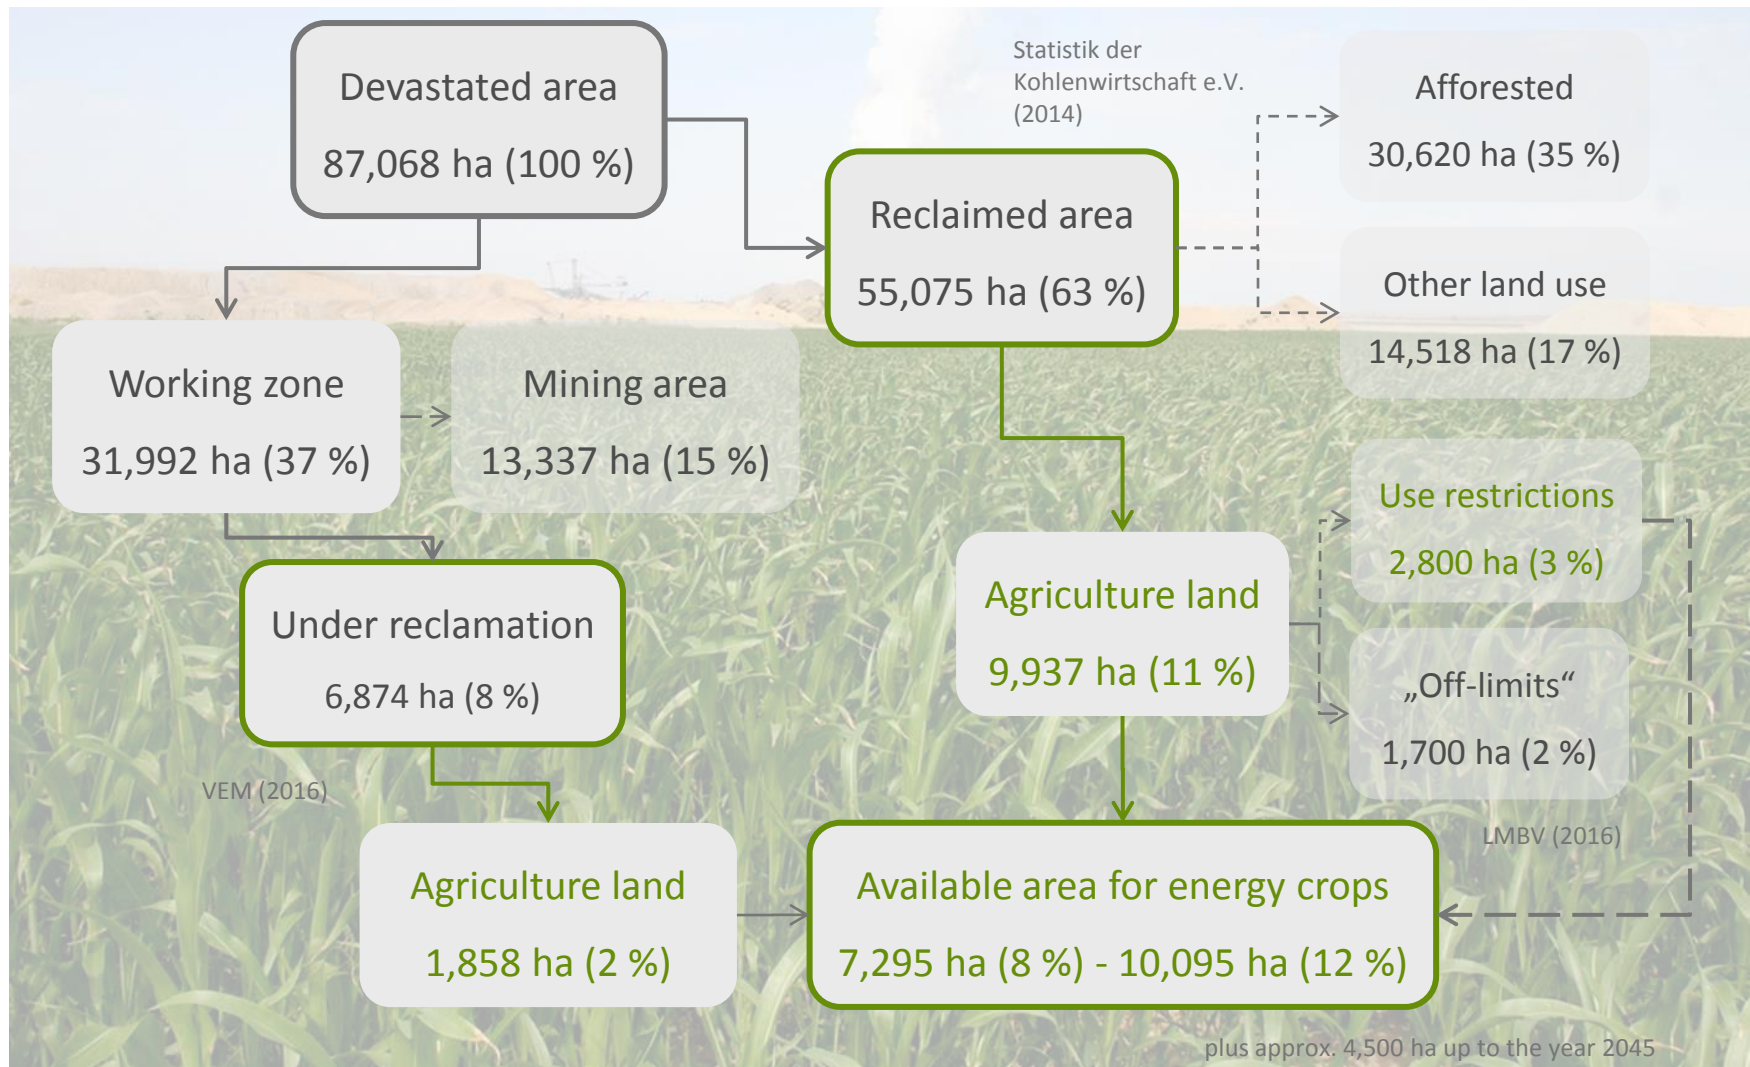 Devastated area
87,068 ha (100 %)
Statistik der
Kohlenwirtschaft e.V.
(2014)
Afforested
30,620 ha (35 %)
Reclaimed area
55,075 ha (63 %)
Other land use
14,518 ha (17 %)
Working zone
31,992 ha (37 %)
Mining area
13,337 ha (15 %)
Use restrictions
2,800 ha (3 %)
Under reclamation
6,874 ha (8 %)
Agriculture land
9,937 ha (11 %)
„Off-limits“
1,700 ha (2 %)
VEM (2016)
LMBV (2016)
Agriculture land
1,858 ha (2 %)
Available area for energy crops
7,295 ha (8 %) - 10,095 ha (12 %)
plus approx. 4,500 ha up to the year 2045